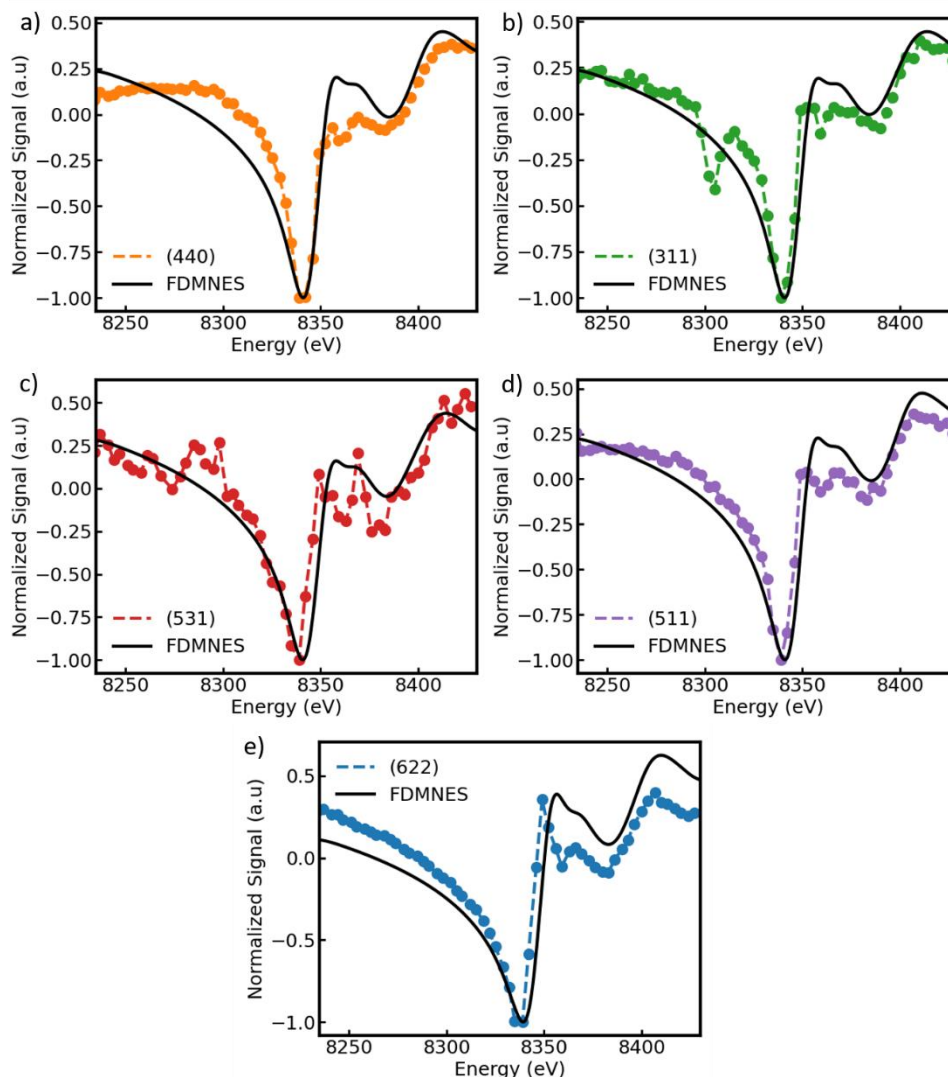 a)
0.50
0.25
0.00
−0.25
−0.50
−0.75
−1.00
Normalized Signal (a.u)
(440)
FDMNES
8250
8300
8350
8400
Energy (eV)
b)
0.50
0.25
0.00
−0.25
−0.50
−0.75
−1.00
Normalized Signal (a.u)
(311)
FDMNES
8250
8300
8350
8400
Energy (eV)
c)
0.50
0.25
0.00
−0.25
−0.50
−0.75
−1.00
Normalized Signal (a.u)
(531)
FDMNES
8250
8300
8350
8400
Energy (eV)
d)
0.50
0.25
0.00
−0.25
−0.50
−0.75
−1.00
Normalized Signal (a.u)
(511)
FDMNES
8250
8300
8350
8400
Energy (eV)
e)
0.5
0.0
−0.5
−1.0
Normalized Signal (a.u)
(622)
FDMNES
8250
8300
8350
8400
Energy (eV)